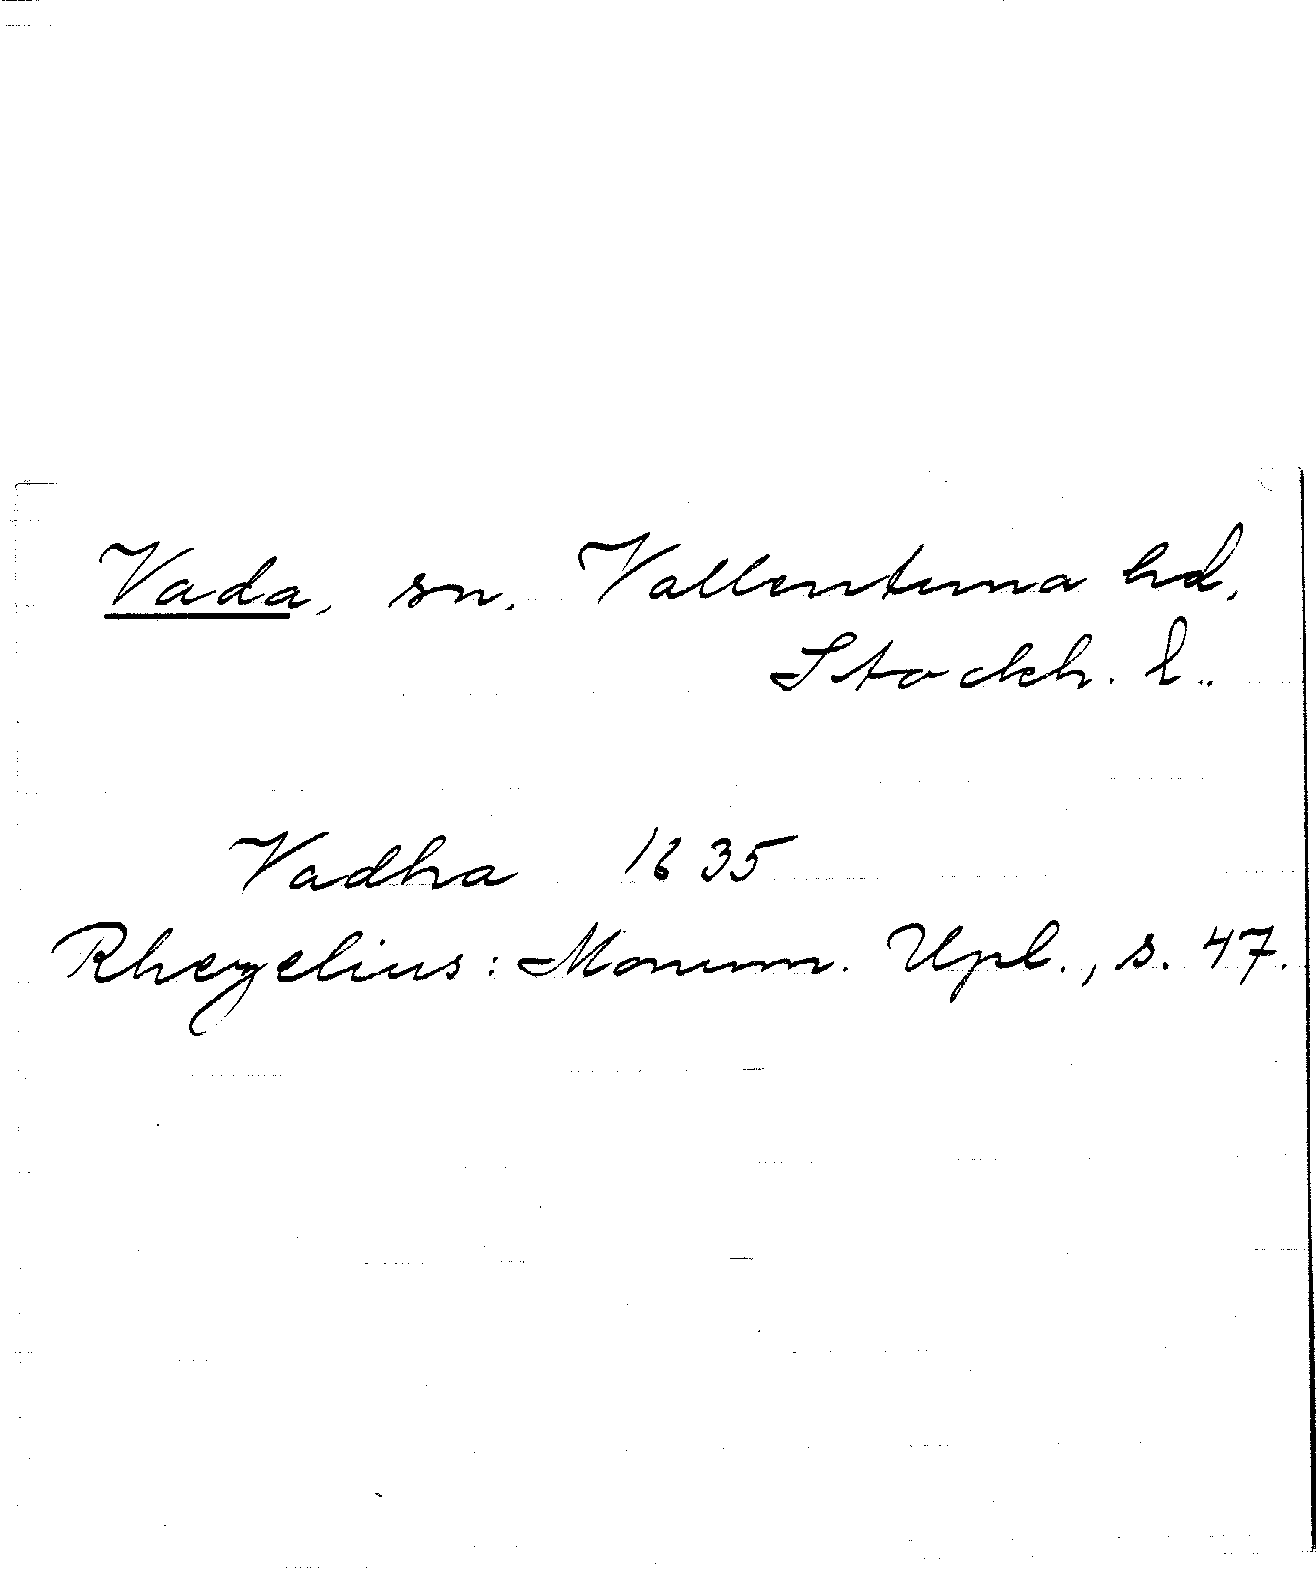 Vada, sn. Vallentuna hd,
Stockh. l..
Vadha 1635
Rhezelius: Monum. Upl., s. 47.